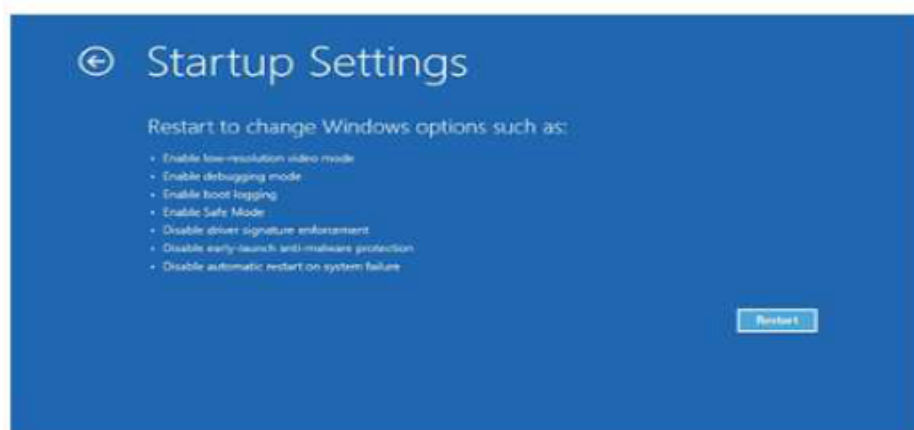 Startup Settings
Restart to change Windows options such as:
• Enable low-resolution video mode
• Enable debugging mode
• Enable boot logging
• Enable Safe Mode
• Disable driver signature enforcement
• Disable early-launch anti-malware protection
• Disable automatic restart on system failure
Restart